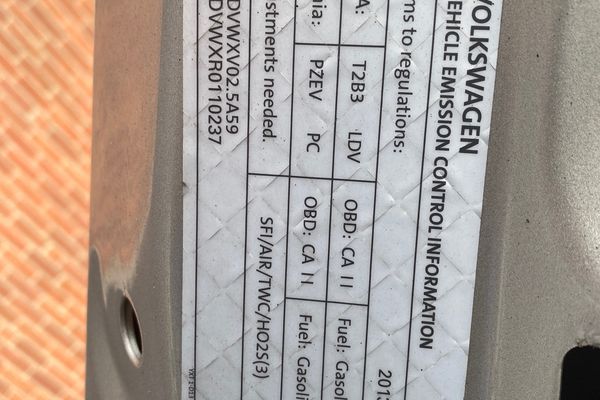 VOLKSWAGEN
VEHICLE EMISSION CONTROL INFORMATION
ms to regulations: 201
A: T2B3 LDV OBD: CA II Fuel: Gasoli
nia: PZEV PC OBD: CA II Fuel: Gasoli
stments needed. SFI/AIR/TWC/HO2S(3)
DVWXV02.5A59
DVWXR0110237